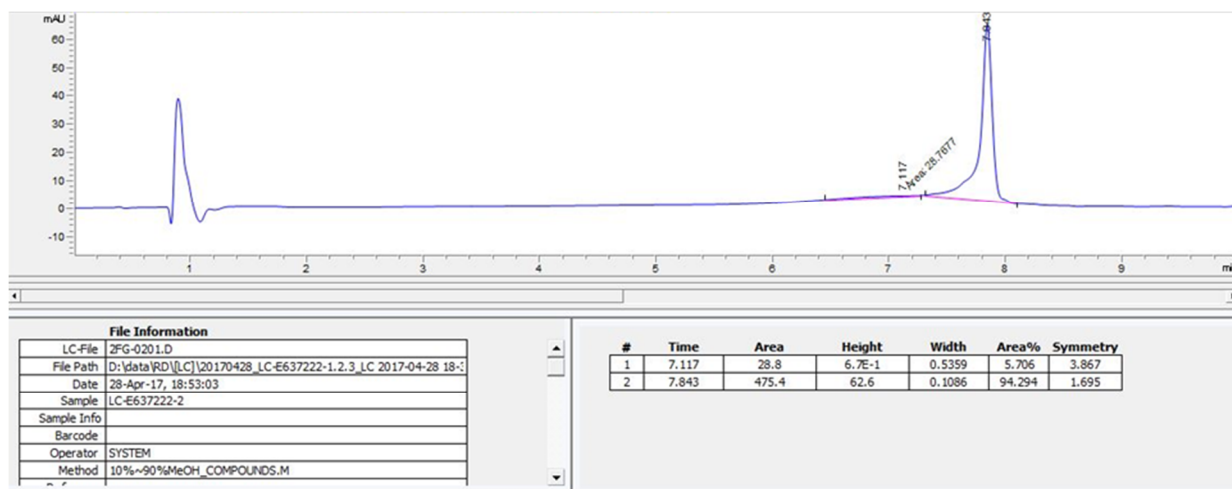 mAU
7.843
60
50
40
30
20
10
0
-10
7.117
Area: 28.7677
1 2 3 4 5 6 7 8 9
File Information
LC-File 2FG-0201.D
File Path D:\data\RD\[LC]\20170428_LC-E637222-1.2.3_LC 2017-04-28 18-
Date 28-Apr-17, 18:53:03
Sample LC-E637222-2
Sample Info
Barcode
Operator SYSTEM
Method 10%~90%MeOH_COMPOUNDS.M
# Time Area Height Width Area% Symmetry
1 7.117 28.8 6.7E-1 0.5359 5.706 3.867
2 7.843 475.4 62.6 0.1086 94.294 1.695